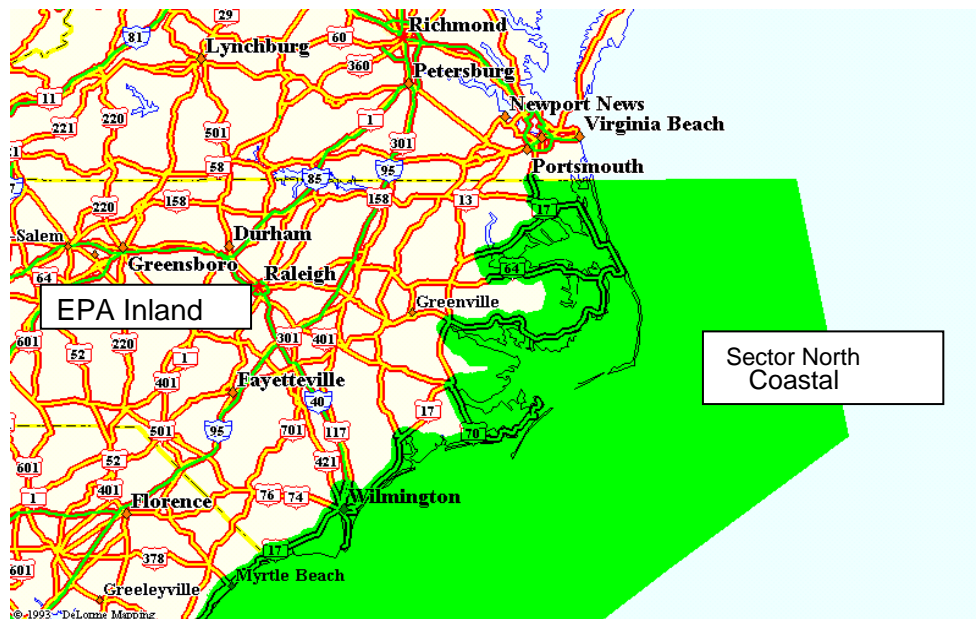 29
Richmond
81
Lynchburg
60
360
Petersburg
11
220
Newport News
221
1
Virginia Beach
501
301
58
95
Portsmouth
85
158
13
220
158
17
Salem
Durham
Greensboro
64
64
Raleigh
EPA Inland
Greenville
601
52
220
1
301
401
Sector North
Coastal
401
Fayetteville
40
17
501
95
701
117
70
601
52
421
1
401
76
74
Wilmington
Florence
17
378
601
Myrtle Beach
Greeleyville
© 1993 DeLorme Mapping